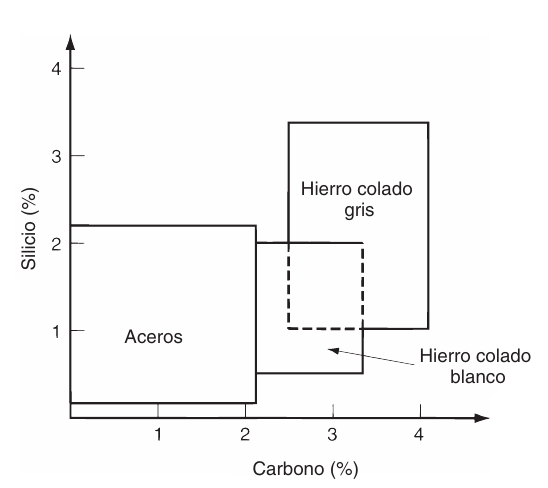 4
3
2
1
Silicio (%)
Hierro colado
gris
Aceros
Hierro colado
blanco
1
2
3
4
Carbono (%)